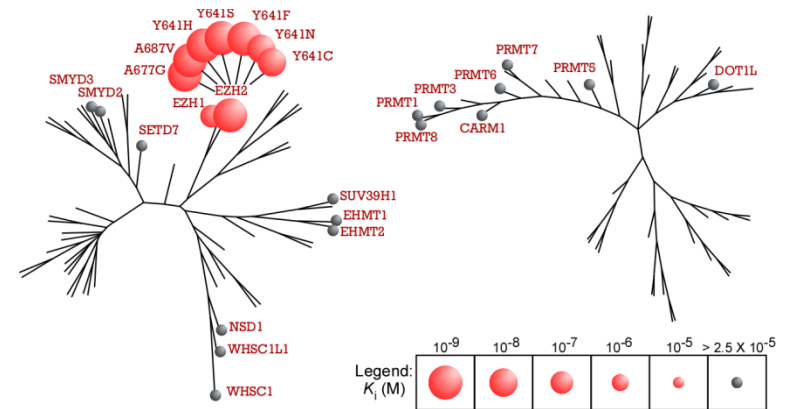 Y641S
Y641H
Y641F
A687V
Y641N
A677G
Y641C
EZH1
EZH2
SMYD3
SMYD2
SETD7
SUV39H1
EHMT1
EHMT2
NSD1
WHSC1L1
WHSC1
PRMT7
PRMT6
PRMT5
DOT1L
PRMT3
PRMT1
PRMT8
CARM1
Legend:
Ki (M)
10-9 10-8 10-7 10-6 10-5 > 2.5 X 10-5